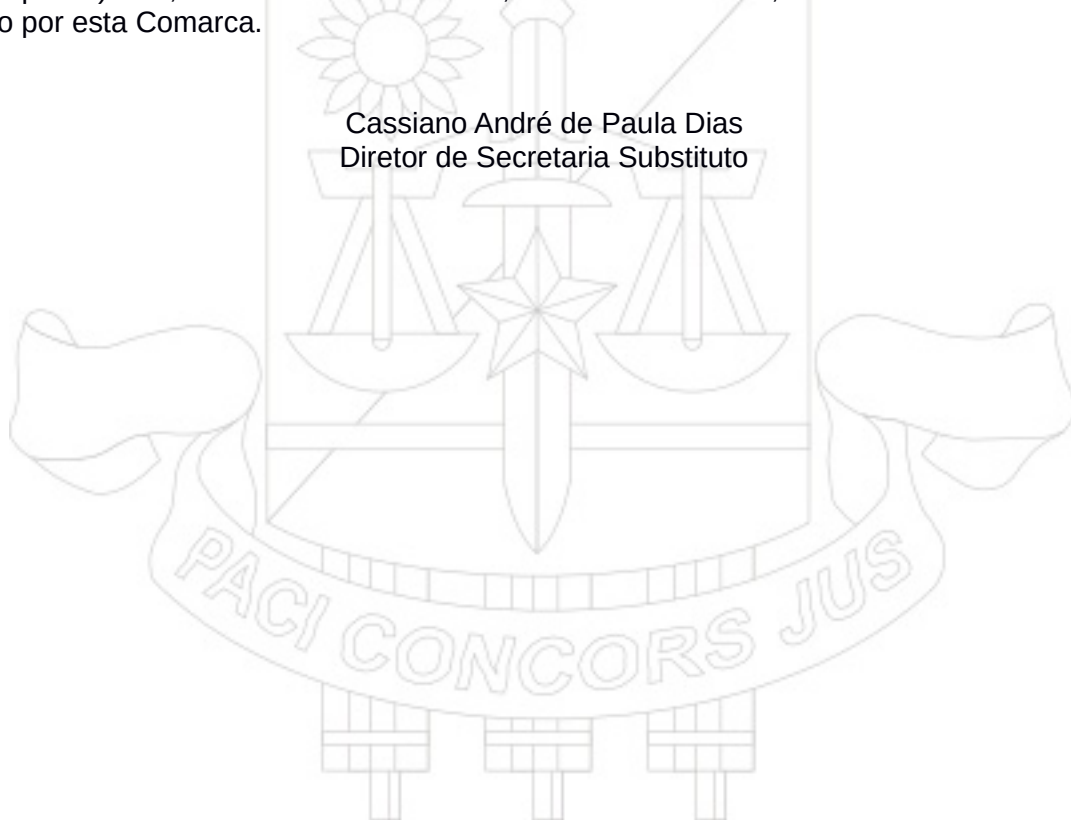 o por esta Comarca.
Cassiano André de Paula Dias
Diretor de Secretaria Substituto
PACI CONCORS JUS